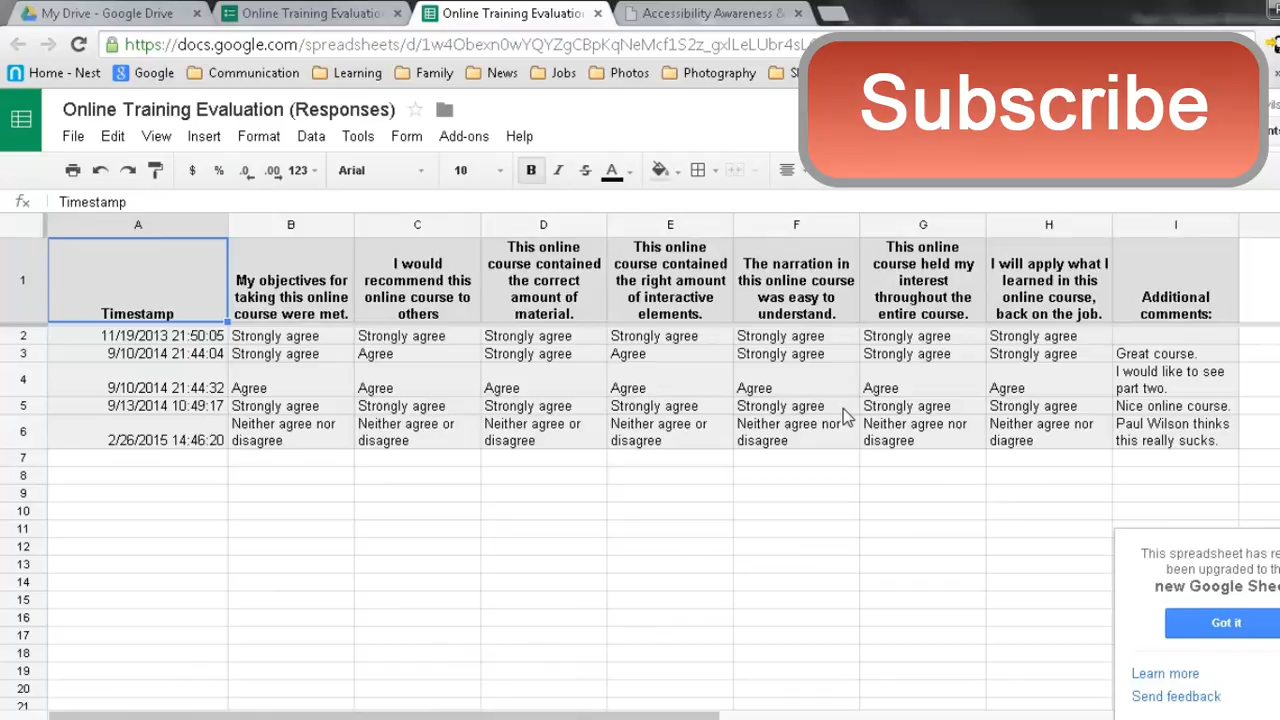 My Drive - Google Drive
Online Training Evaluatio
Online Training Evaluatio
Accessibility Awareness &
https://docs.google.com/spreadsheets/d/1w4Obexn0wYQYZgCBpKqNeMcf1S2z_gxlLeLUbr4sL
Home - Nest
Google
Communication
Learning
Family
News
Jobs
Photos
Photography
Subscribe
Online Training Evaluation (Responses)
File Edit View Insert Format Data Tools Form Add-ons Help
$ % .0 .00 123 Arial 10 B I S A
fx Timestamp
A B C D E F G H I
1
Timestamp
My objectives for
taking this online
course were met.
I would
recommend this
online course to
others
This online
course contained
the correct
amount of
material.
This online
course contained
the right amount
of interactive
elements.
The narration in
this online course
was easy to
understand.
This online
course held my
interest
throughout the
entire course.
I will apply what I
learned in this
online course,
back on the job.
Additional
comments:
2 11/19/2013 21:50:05 Strongly agree Strongly agree Strongly agree Strongly agree Strongly agree Strongly agree Strongly agree
3 9/10/2014 21:44:04 Strongly agree Agree Strongly agree Agree Strongly agree Strongly agree Strongly agree Great course.
I would like to see
4 9/10/2014 21:44:32 Agree Agree Agree Agree Agree Agree Agree part two.
5 9/13/2014 10:49:17 Strongly agree Strongly agree Strongly agree Strongly agree Strongly agree Strongly agree Strongly agree Nice online course.
Neither agree nor Neither agree or Neither agree or Neither agree or Neither agree nor Neither agree nor Neither agree nor Paul Wilson thinks
6 2/26/2015 14:46:20 disagree disagree disagree disagree disagree disagree diagree this really sucks.
7
8
9
10
11
12
13
14
15
16
17
18
19
20
21
This spreadsheet has re
been upgraded to th
new Google She
Got it
Learn more
Send feedback